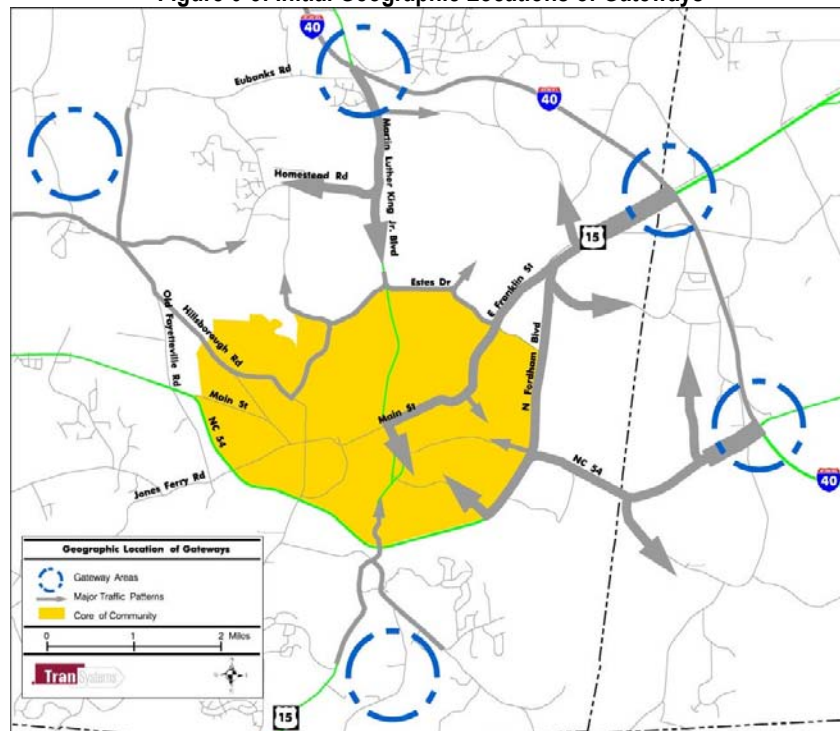 Figure 3-3. Initial Geographic Locations of Gateways
40
Eubanks Rd
40
Martin Luther King Jr. Blvd
Homestead Rd
15
Estes Dr
E Franklin St
Old Fayetteville Rd
Hillsborough Rd
N Fordham Blvd
Main St
Main St
NC 54
NC 54
Jones Ferry Rd
40
Geographic Location of Gateways
Gateway Areas
Major Traffic Patterns
Core of Community
0 1 2 Miles
TranSystems
15